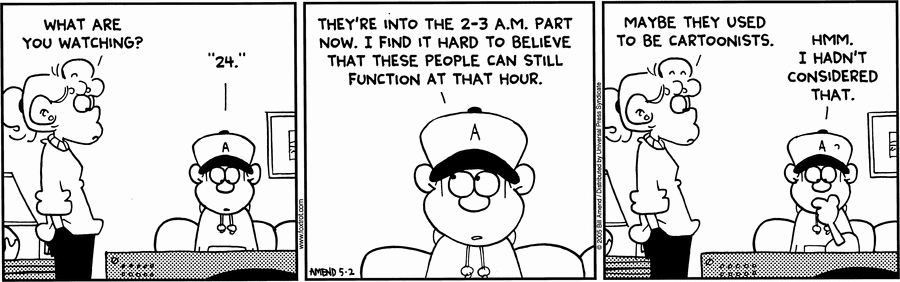 WHAT ARE
YOU WATCHING?
"24."
A
THEY'RE INTO THE 2-3 A.M. PART
NOW. I FIND IT HARD TO BELIEVE
THAT THESE PEOPLE CAN STILL
FUNCTION AT THAT HOUR.
A
www.foxtrot.com
AMEND 5-2
© 2005 Bill Amend / Distributed by Universal Press Syndicate
MAYBE THEY USED
TO BE CARTOONISTS.
HMM.
I HADN'T
CONSIDERED
THAT.
A